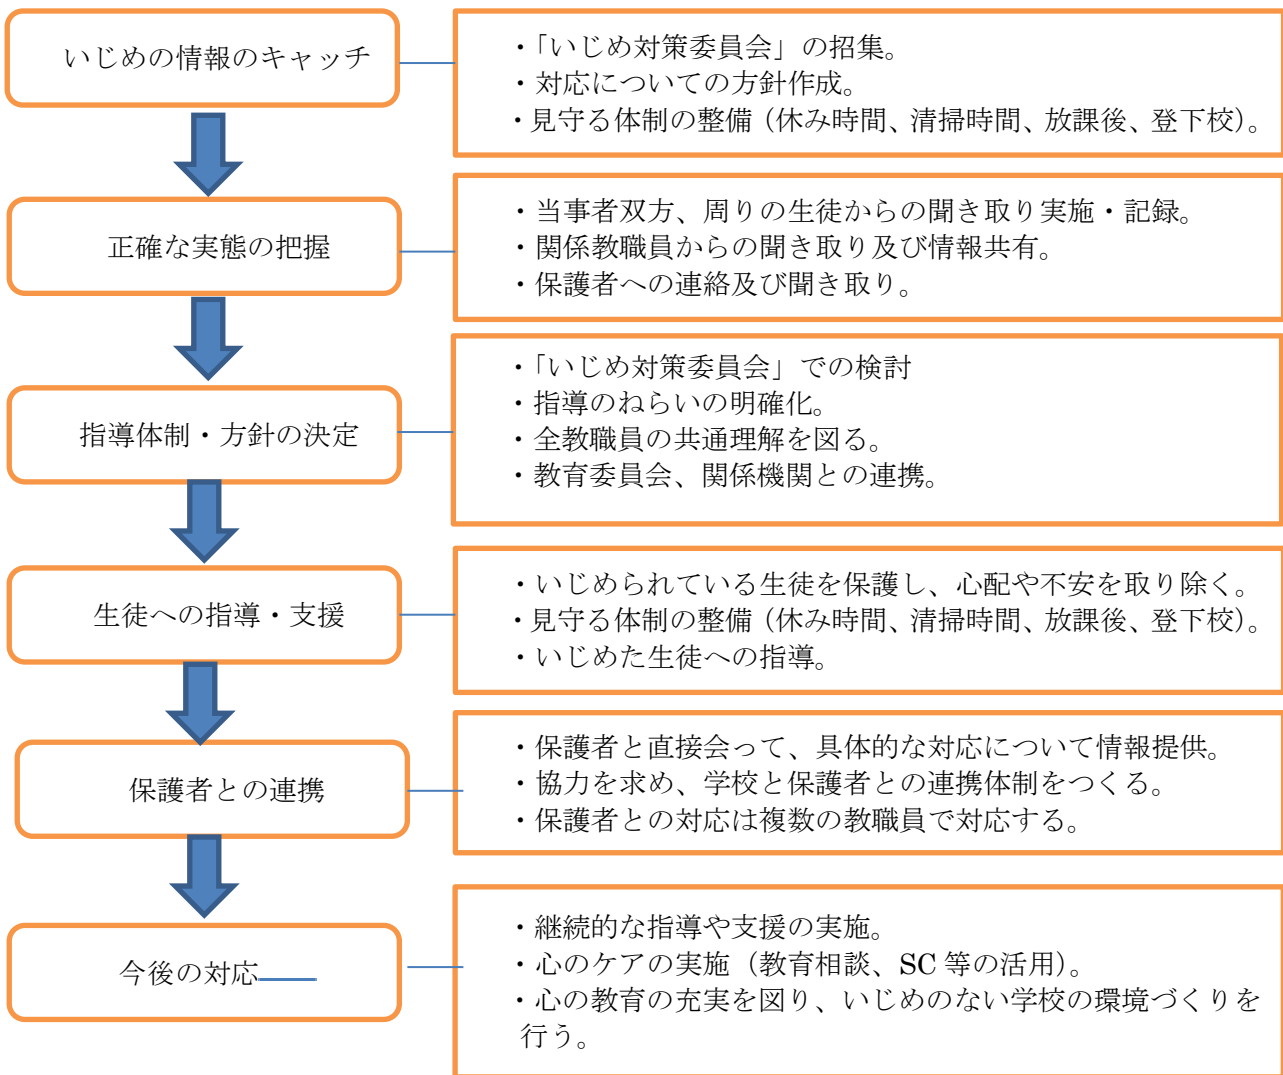 いじめの情報のキャッチ
・「いじめ対策委員会」の招集。
・対応についての方針作成。
・見守る体制の整備（休み時間、清掃時間、放課後、登下校）。
正確な実態の把握
・当事者双方、周りの生徒からの聞き取り実施・記録。
・関係教職員からの聞き取り及び情報共有。
・保護者への連絡及び聞き取り。
指導体制・方針の決定
・「いじめ対策委員会」での検討
・指導のねらいの明確化。
・全教職員の共通理解を図る。
・教育委員会、関係機関との連携。
生徒への指導・支援
・いじめられている生徒を保護し、心配や不安を取り除く。
・見守る体制の整備（休み時間、清掃時間、放課後、登下校）。
・いじめた生徒への指導。
保護者との連携
・保護者と直接会って、具体的な対応について情報提供。
・協力を求め、学校と保護者との連携体制をつくる。
・保護者との対応は複数の教職員で対応する。
今後の対応
・継続的な指導や支援の実施。
・心のケアの実施（教育相談、SC 等の活用）。
・心の教育の充実を図り、いじめのない学校の環境づくりを
行う。